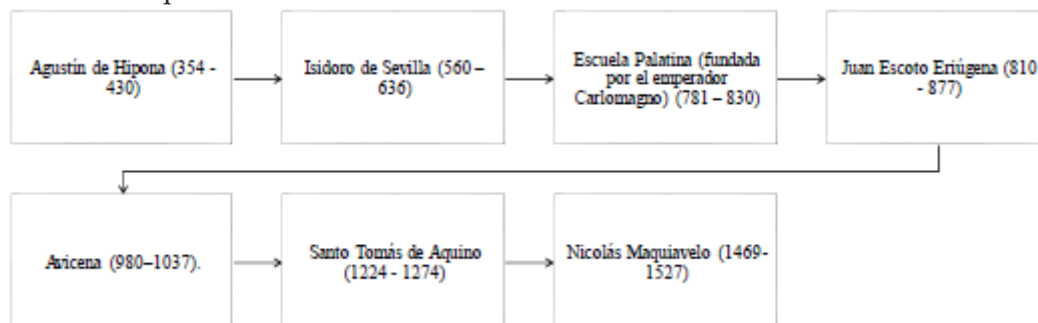 Agustín de Hipona (354 -
430)
Isidoro de Sevilla (560 –
636)
Escuela Palatina (fundada
por el emperador
Carlomagno) (781 – 830)
Juan Escoto Eriúgena (810
- 877)
Avicena (980–1037).
Santo Tomás de Aquino
(1224 - 1274)
Nicolás Maquiavelo (1469-
1527)